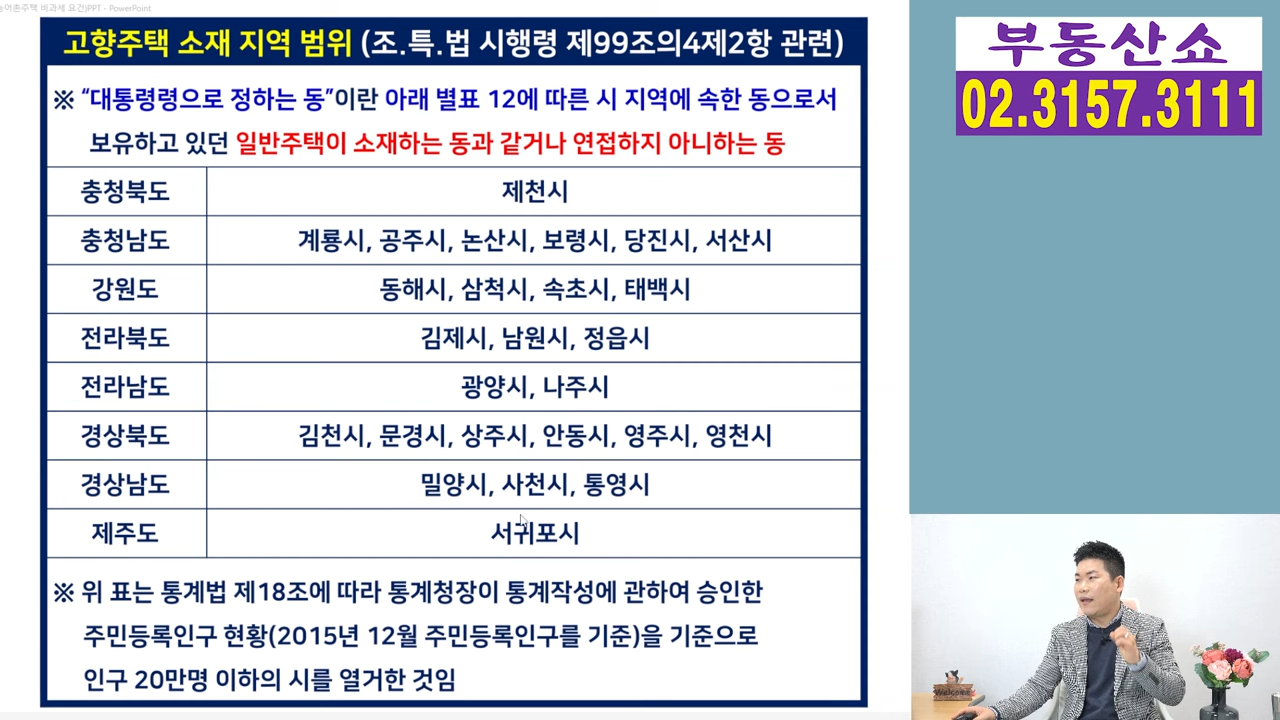 농어촌주택 비과세 요건)PPT - PowerPoint
고향주택 소재 지역 범위 (조.특.법 시행령 제99조의4제2항 관련)
※ “대통령령으로 정하는 동”이란 아래 별표 12에 따른 시 지역에 속한 동으로서
보유하고 있던 일반주택이 소재하는 동과 같거나 연접하지 아니하는 동
충청북도 제천시
충청남도 계룡시, 공주시, 논산시, 보령시, 당진시, 서산시
강원도 동해시, 삼척시, 속초시, 태백시
전라북도 김제시, 남원시, 정읍시
전라남도 광양시, 나주시
경상북도 김천시, 문경시, 상주시, 안동시, 영주시, 영천시
경상남도 밀양시, 사천시, 통영시
제주도 서귀포시
※ 위 표는 통계법 제18조에 따라 통계청장이 통계작성에 관하여 승인한
주민등록인구 현황(2015년 12월 주민등록인구를 기준)을 기준으로
인구 20만명 이하의 시를 열거한 것임
부동산쇼
02.3157.3111
Welcome